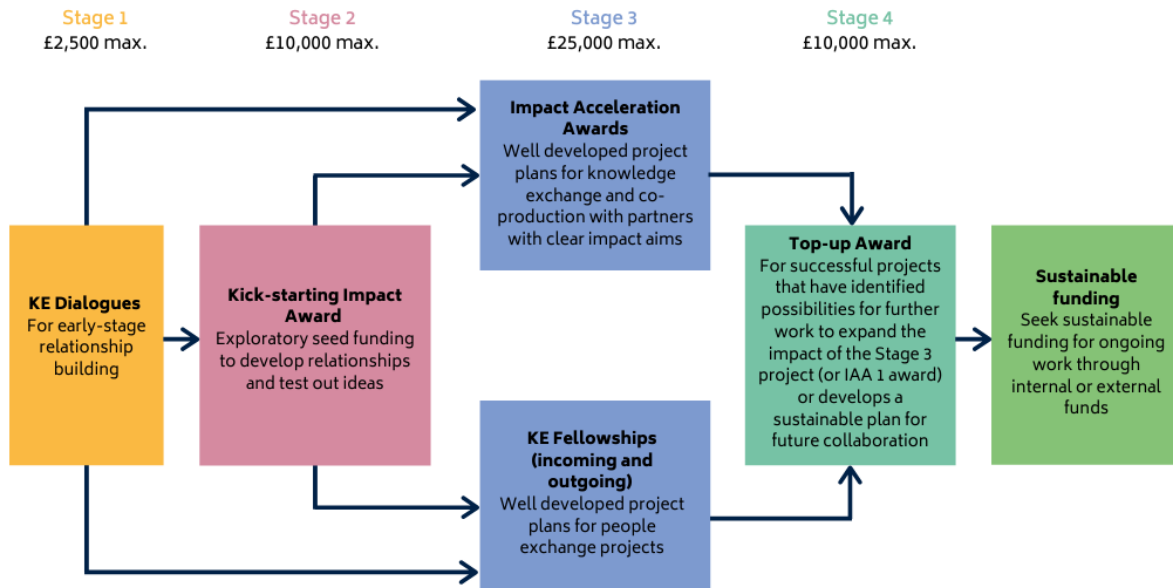 Stage 1
£2,500 max.
Stage 2
£10,000 max.
Stage 3
£25,000 max.
Stage 4
£10,000 max.
KE Dialogues
For early-stage
relationship
building
Kick-starting Impact
Award
Exploratory seed funding
to develop relationships
and test out ideas
Impact Acceleration
Awards
Well developed project
plans for knowledge
exchange and co-
production with partners
with clear impact aims
KE Fellowships
(incoming and
outgoing)
Well developed project
plans for people
exchange projects
Top-up Award
For successful projects
that have identified
possibilities for further
work to expand the
impact of the Stage 3
project (or IAA 1 award)
or develops a
sustainable plan for
future collaboration
Sustainable
funding
Seek sustainable
funding for ongoing
work through
internal or external
funds